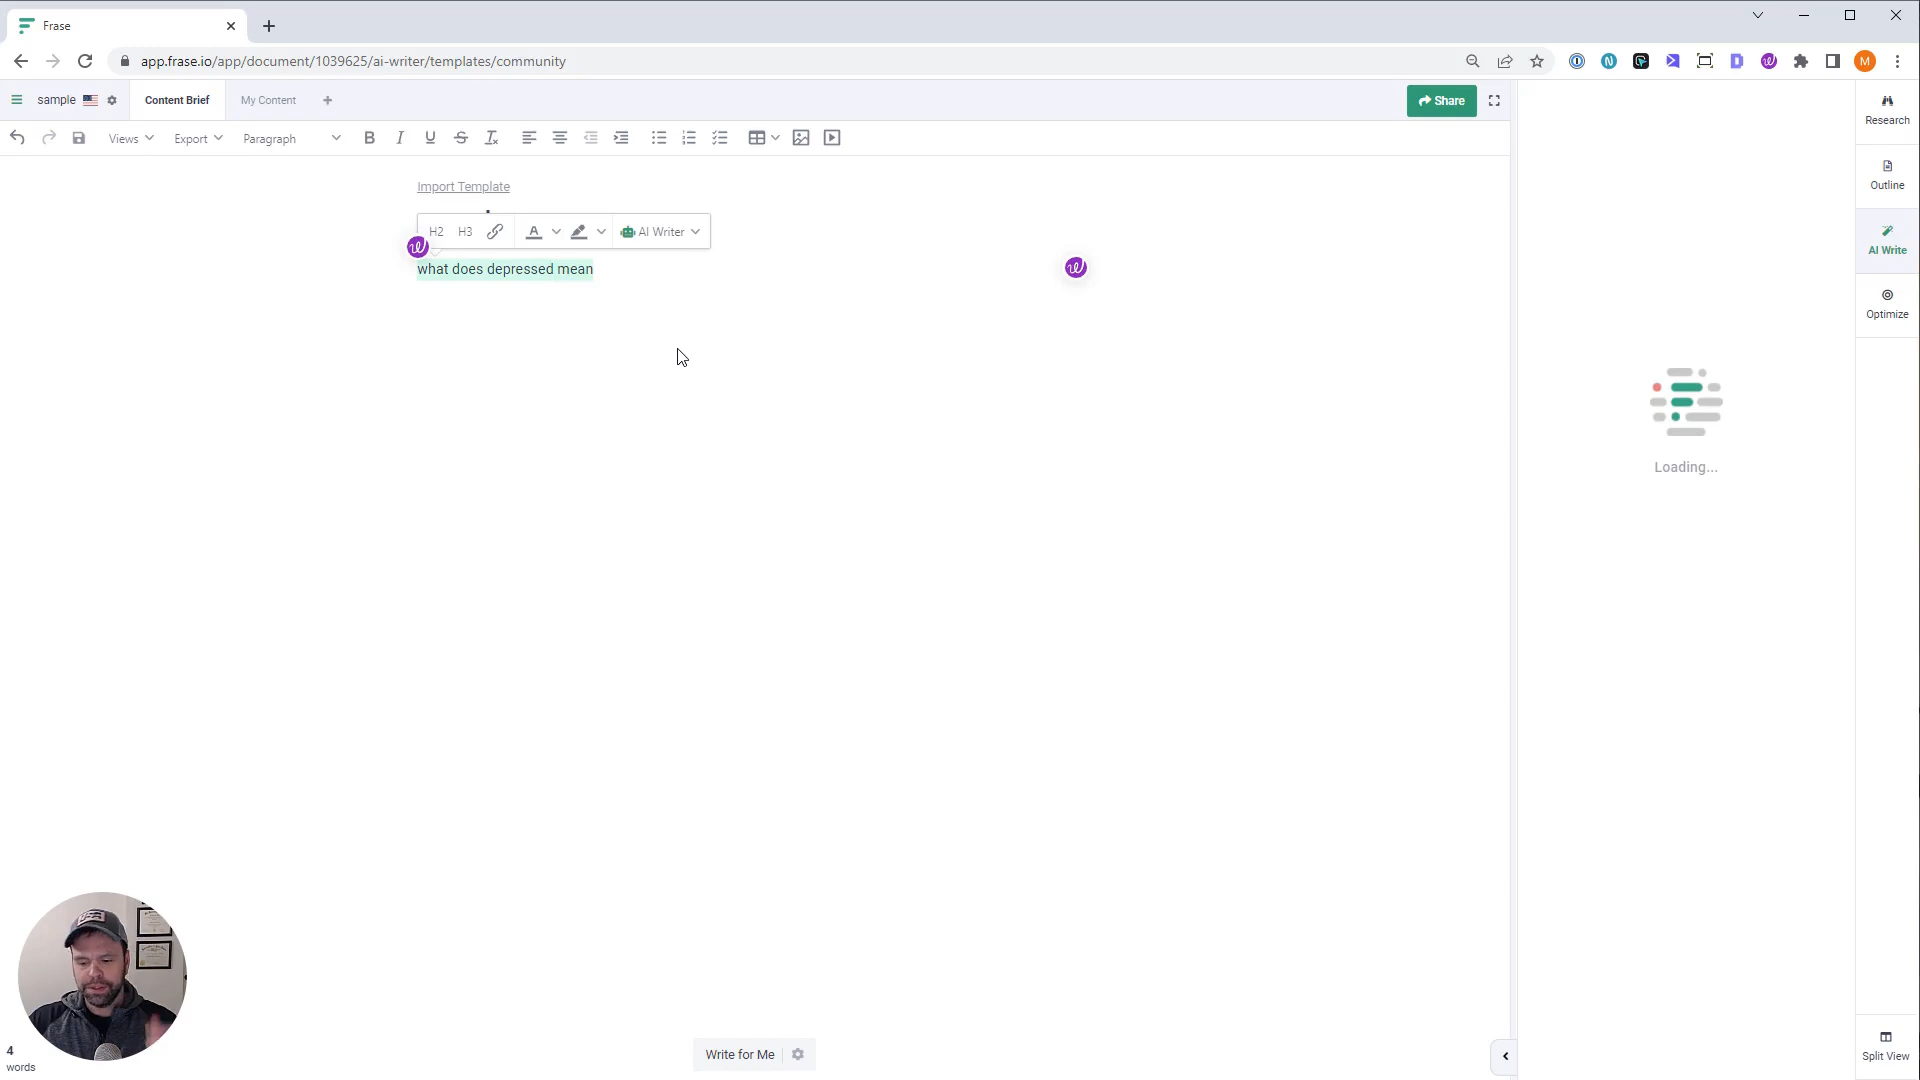 Frase
app.frase.io/app/document/1039625/ai-writer/templates/community
M
sample
Content Brief
My Content
Share
Research
Views
Export
Paragraph
Import Template
Outline
H2 H3 AI Writer
AI Write
what does depressed mean
Optimize
Loading...
4
words
Write for Me
Split View